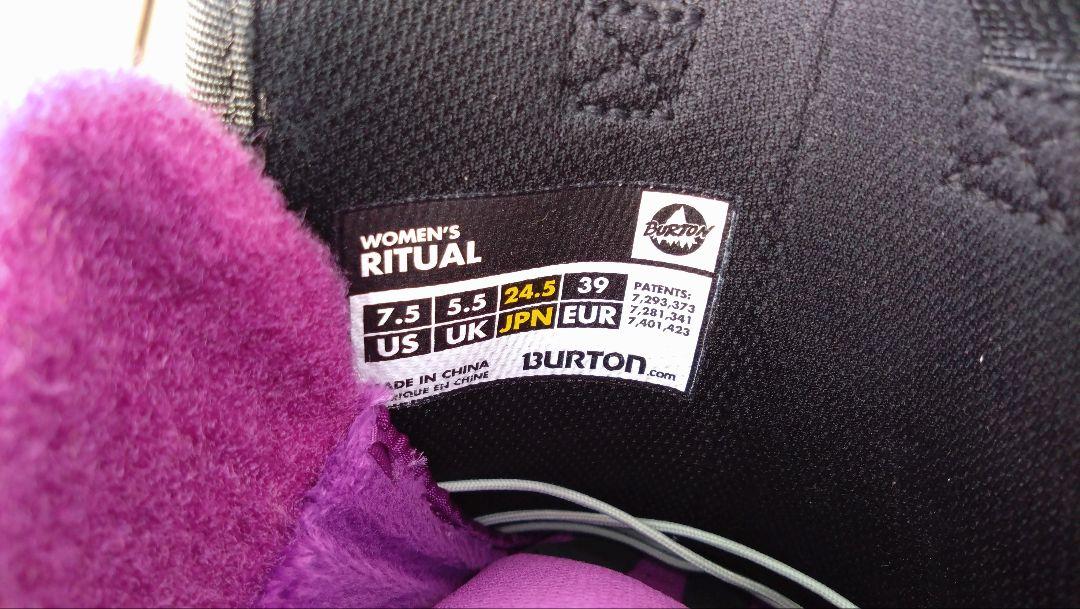 WOMEN'S
RITUAL
BURTON
7.5 5.5 24.5 39
US UK JPN EUR
PATENTS:
7,293,373
7,281,341
7,401,423
ADE IN CHINA
RIQUE EN CHINE
BURTON.com